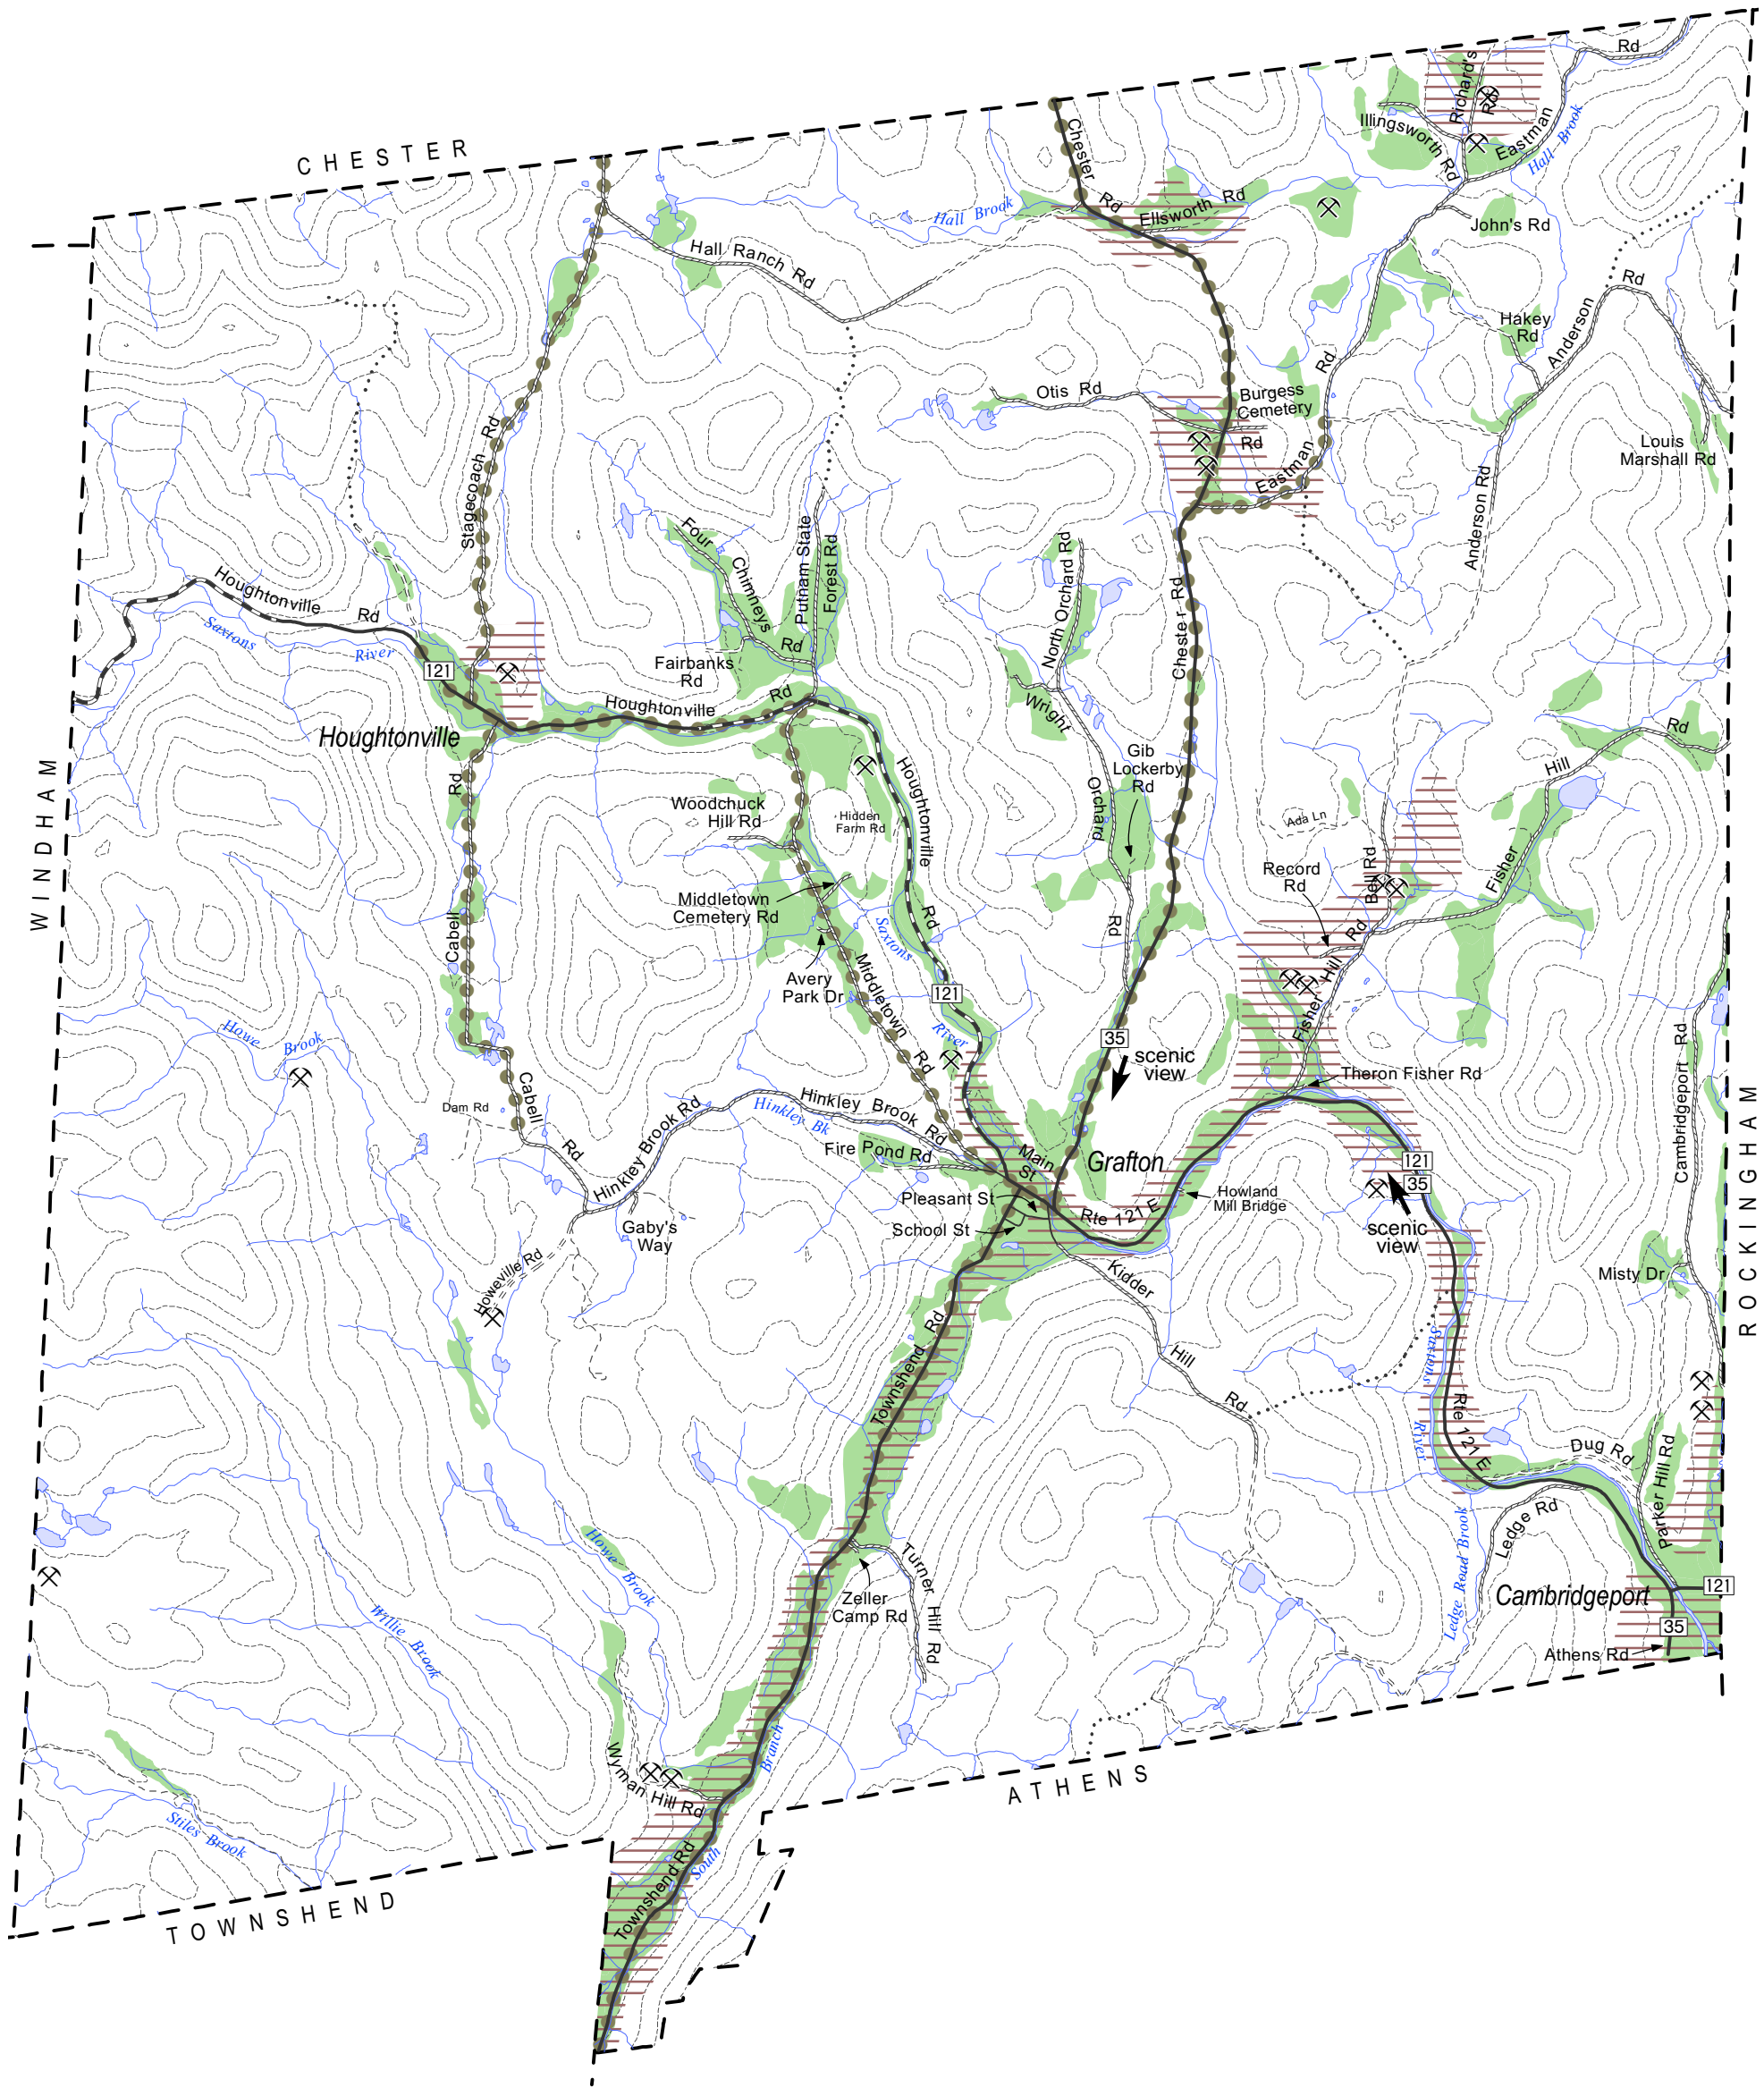 CHESTER
Rd
Richard's
Rd
Illingsworth Rd
Eastman
Hall Brook
Chester
Rd
Ellsworth Rd
Hall Brook
John's Rd
Hall Ranch Rd
Rd
Hakey
Rd
Anderson
Rd
Otis Rd
Burgess
Cemetery
Rd
Eastman
Louis
Marshall Rd
Anderson Rd
Stagecoach Rd
Four
Chimneys
Rd
Putnam State
Forest Rd
North Orchard Rd
Chester Rd
Houghtonville Rd
Saxtons
River
121
Fairbanks
Rd
Houghtonville
Rd
Wright
Houghtonville
Rd
Hill
WINDHAM
Gib
Lockerby
Rd
Houghtonville
Rd
Orchard
Rd
Woodchuck
Hill Rd
Hidden
Farm Rd
Ada Ln
Record
Rd
Bell Rd
Fisher
Middletown
Cemetery Rd
Saxtons
Cabell
Rd
Fisher Hill Rd
Avery
Park Dr
Middletown
Rd
121
River
Howe
Brook
35
scenic
view
Cambridgeport Rd
Theron Fisher Rd
Cabell
Rd
Dam Rd
Hinkley Brook Rd
Hinkley Brook Rd
Hinkley Bk
Fire Pond Rd
Main
St
Grafton
121
35
ROCKINGHAM
Pleasant St
School St
Rte 121 E
Howland
Mill Bridge
scenic
view
Gaby's
Way
Howeville Rd
Kidder
Hill
Rd
Misty Dr
Townshend
Rd
Saxtons
River
Rte 121 E
Dug Rd
Parker Hill Rd
Ledge Rd
Ledge Road Brook
Howe
Brook
Turner
Hill Rd
Zeller
Camp Rd
Cambridgeport
121
35
Athens Rd
Willie Brook
Branch
Wyman Hill Rd
ATHENS
Stiles Brook
South
Townshend Rd
TOWNSHEND